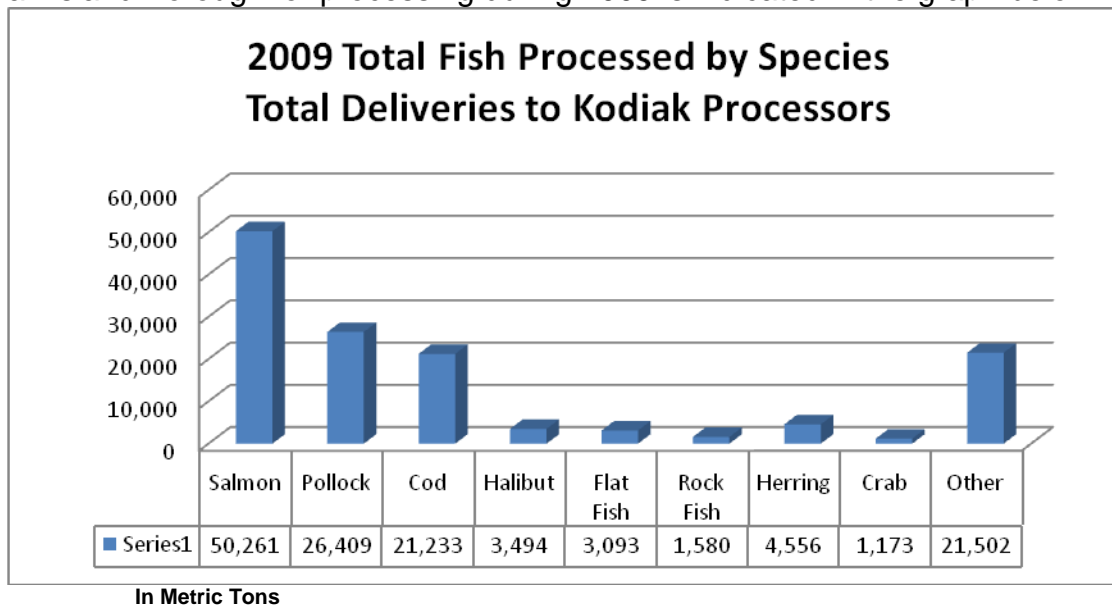 2009 Total Fish Processed by Species
Total Deliveries to Kodiak Processors
60,000
50,000
40,000
30,000
20,000
10,000
0
Salmon Pollock Cod Halibut Flat Fish Rock Fish Herring Crab Other
Series1 50,261 26,409 21,233 3,494 3,093 1,580 4,556 1,173 21,502
In Metric Tons